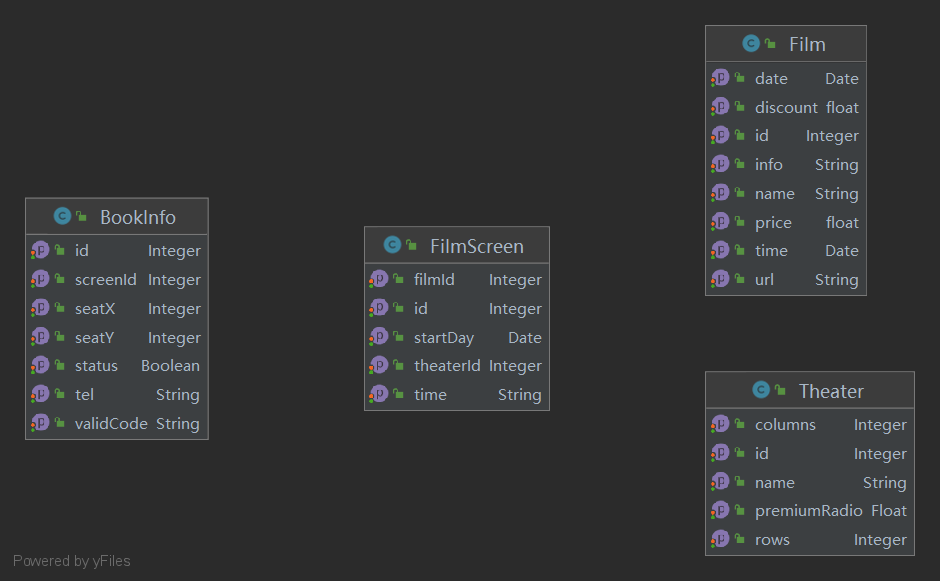 Film
date Date
discount float
id Integer
info String
name String
price float
time Date
url String
BookInfo
id Integer
screenId Integer
seatX Integer
seatY Integer
status Boolean
tel String
validCode String
FilmScreen
filmId Integer
id Integer
startDay Date
theaterId Integer
time String
Theater
columns Integer
id Integer
name String
premiumRadio Float
rows Integer
Powered by yFiles